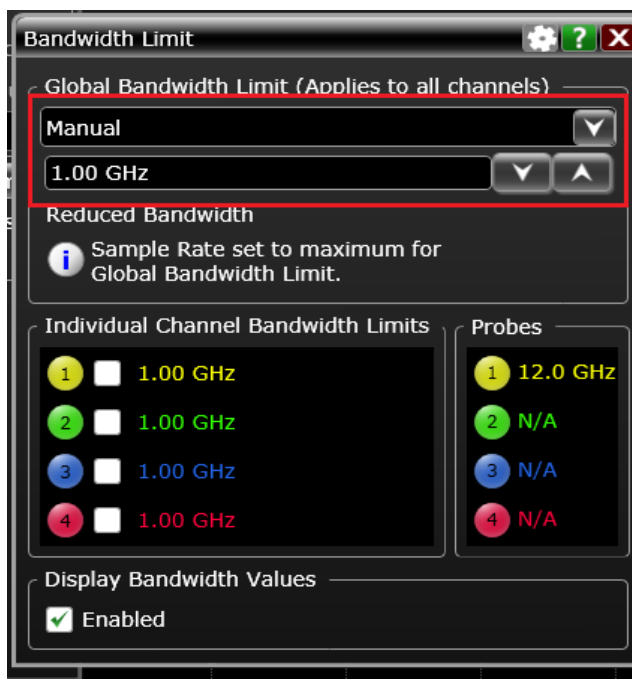 Bandwidth Limit
?
X
Global Bandwidth Limit (Applies to all channels)
Manual
1.00 GHz
Reduced Bandwidth
i
Sample Rate set to maximum for
Global Bandwidth Limit.
Individual Channel Bandwidth Limits
1 1.00 GHz
2 1.00 GHz
3 1.00 GHz
4 1.00 GHz
Probes
1 12.0 GHz
2 N/A
3 N/A
4 N/A
Display Bandwidth Values
Enabled